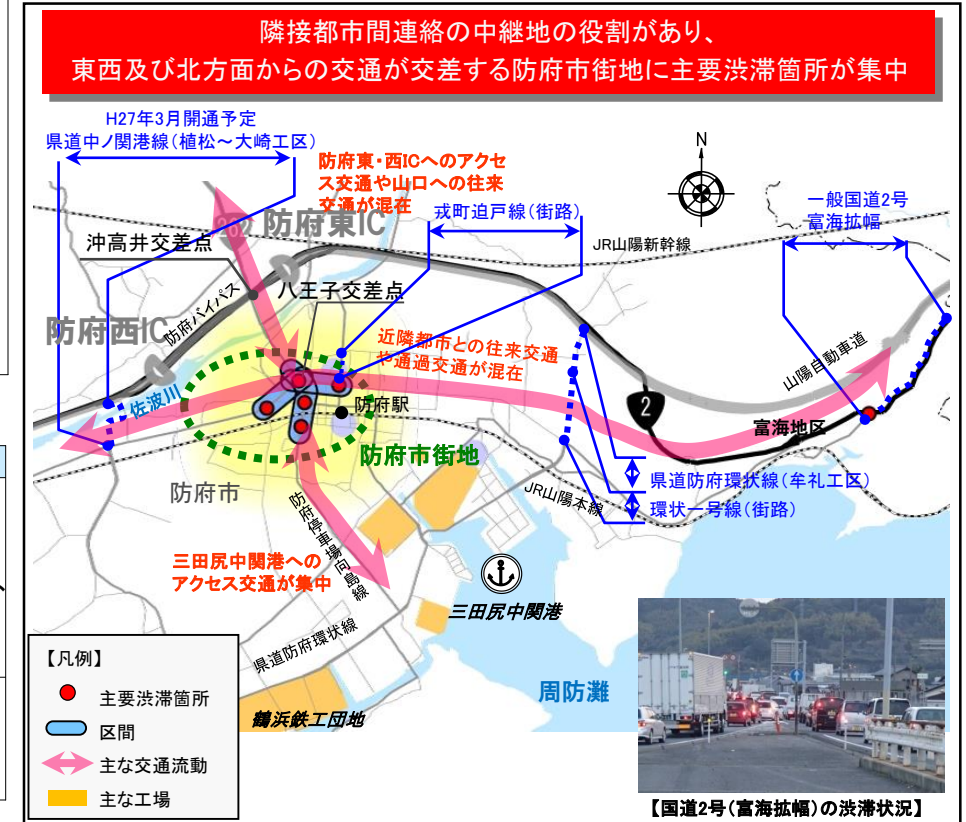 隣接都市間連絡の中継地の役割があり、
東西及び北方面からの交通が交差する防府市街地に主要渋滞箇所が集中
H27年3月開通予定
県道中ノ関港線(植松～大崎工区)
防府東・西ICへのアクセ
ス交通や山口への往来
交通が混在
N
一般国道2号
富海拡幅
戎町迫戸線(街路)
防府東IC
JR山陽新幹線
沖高井交差点
八王子交差点
防府バイパス
防府西IC
近隣都市との往来交通
や通過交通が混在
山陽自動車道
佐波川
防府駅
2
富海地区
防府市街地
防府市
県道防府環状線(牟礼工区)
JR山陽本線
環状一号線(街路)
防府停車場向島線
三田尻中関港への
アクセス交通が集中
三田尻中関港
県道防府環状線
周防灘
鶴浜鉄工団地
【凡例】
主要渋滞箇所
区間
主な交通流動
主な工場
【国道2号(富海拡幅)の渋滞状況】